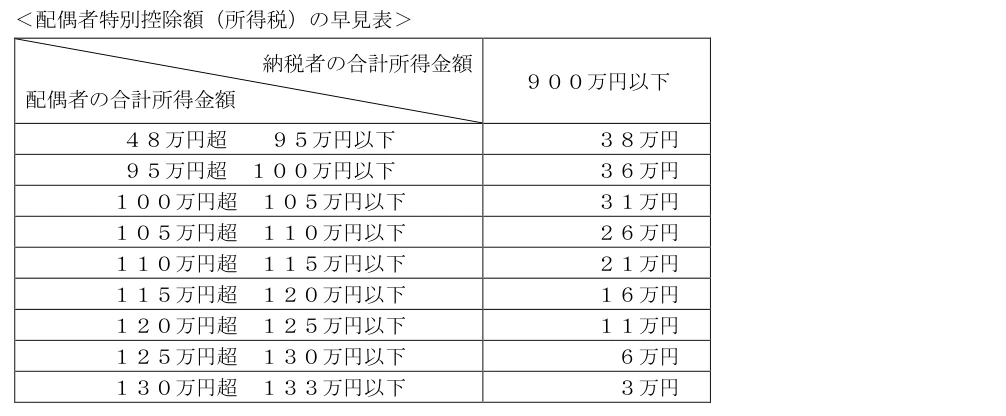 ＜配偶者特別控除額（所得税）の早見表＞
納税者の合計所得金額
配偶者の合計所得金額
９００万円以下
４８万円超　　９５万円以下　３８万円
９５万円超　１００万円以下　３６万円
１００万円超　１０５万円以下　３１万円
１０５万円超　１１０万円以下　２６万円
１１０万円超　１１５万円以下　２１万円
１１５万円超　１２０万円以下　１６万円
１２０万円超　１２５万円以下　１１万円
１２５万円超　１３０万円以下　６万円
１３０万円超　１３３万円以下　３万円